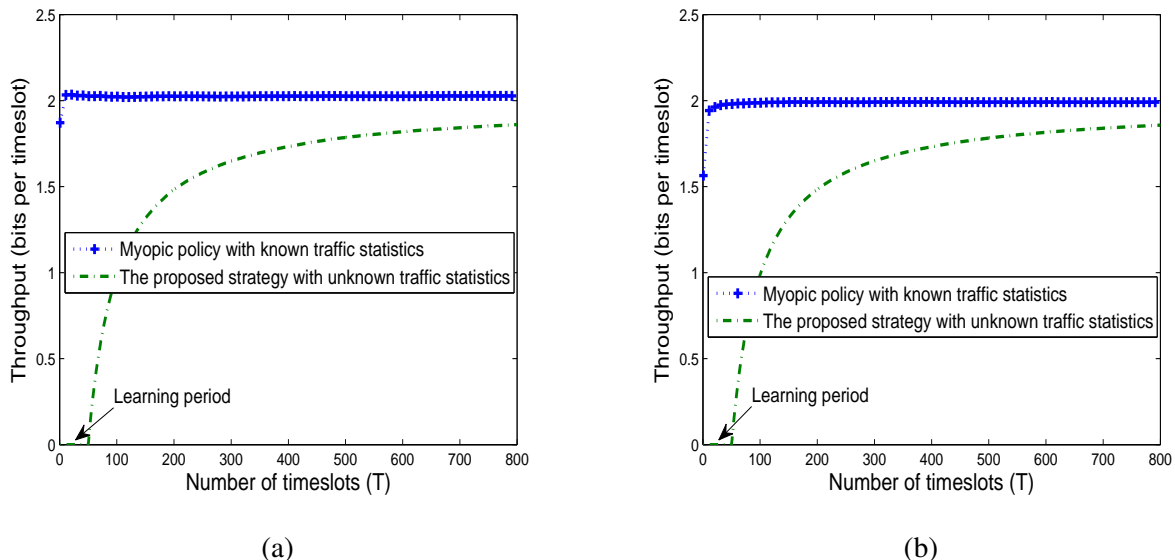 2.5
2
1.5
1
0.5
0
Throughput (bits per timeslot)
Myopic policy with known traffic statistics
The proposed strategy with unknown traffic statistics
Learning period
0 100 200 300 400 500 600 700 800
Number of timeslots (T)
(a)
2.5
2
1.5
1
0.5
0
Throughput (bits per timeslot)
Myopic policy with known traffic statistics
The proposed strategy with unknown traffic statistics
Learning period
0 100 200 300 400 500 600 700 800
Number of timeslots (T)
(b)